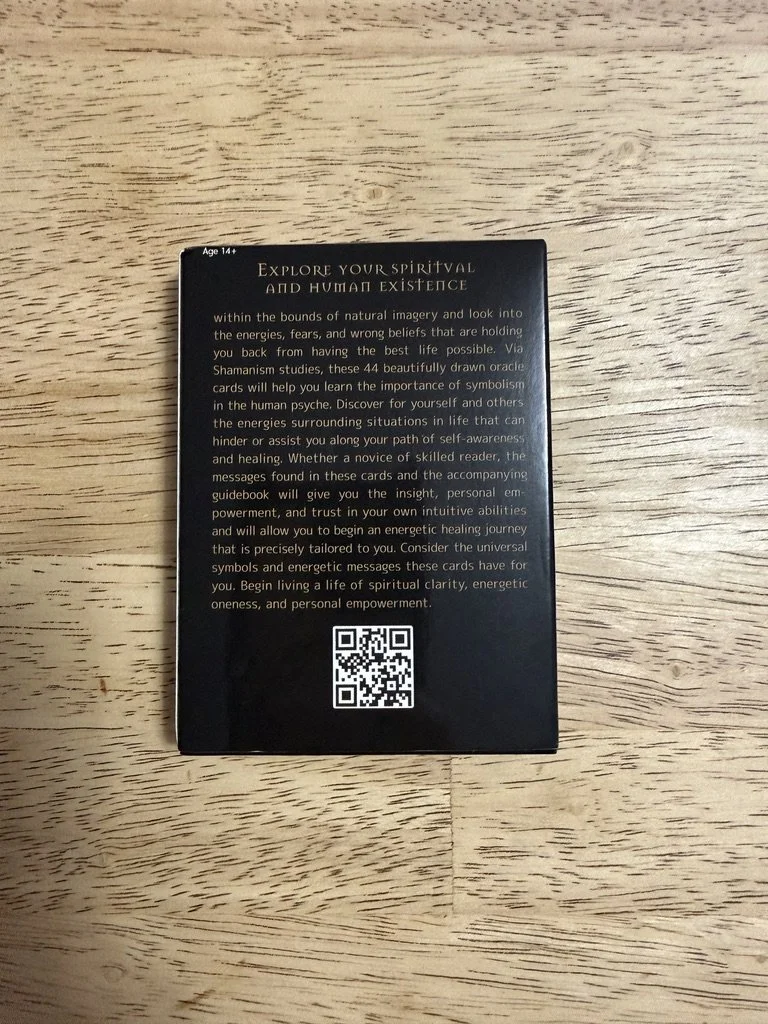 Age 14+
EXPLORE YOUR SPIRITUAL
AND HUMAN EXISTENCE
within the bounds of natural imagery and look into
the energies, fears, and wrong beliefs that are holding
you back from having the best life possible. Via
Shamanism studies, these 44 beautifully drawn oracle
cards will help you learn the importance of symbolism
in the human psyche. Discover for yourself and others
the energies surrounding situations in life that can
hinder or assist you along your path of self-awareness
and healing. Whether a novice of skilled reader, the
messages found in these cards and the accompanying
guidebook will give you the insight, personal em-
powerment, and trust in your own intuitive abilities
and will allow you to begin an energetic healing journey
that is precisely tailored to you. Consider the universal
symbols and energetic messages these cards have for
you. Begin living a life of spiritual clarity, energetic
oneness, and personal empowerment.